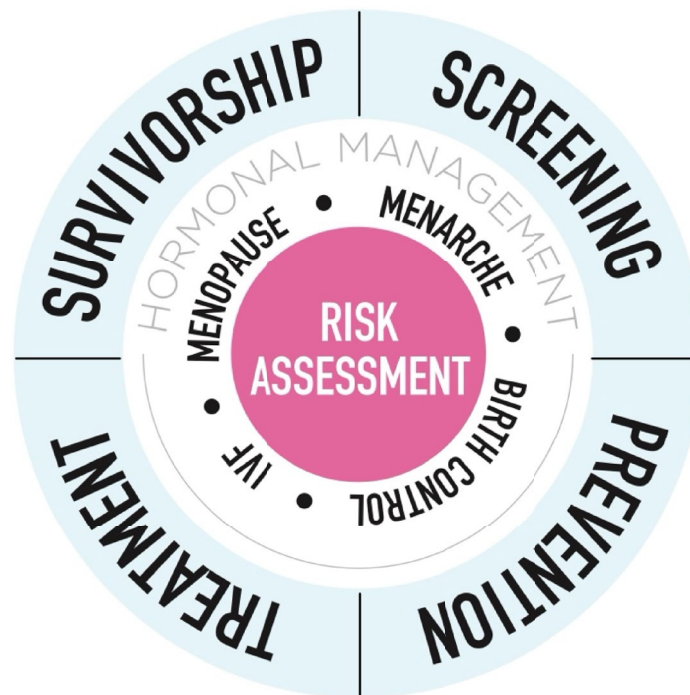 SURVIVORSHIP
SCREENING
PREVENTION
TREATMENT
HORMONAL MANAGEMENT
MENOPAUSE
MENARCHE
BIRTH CONTROL
IVF
RISK
ASSESSMENT